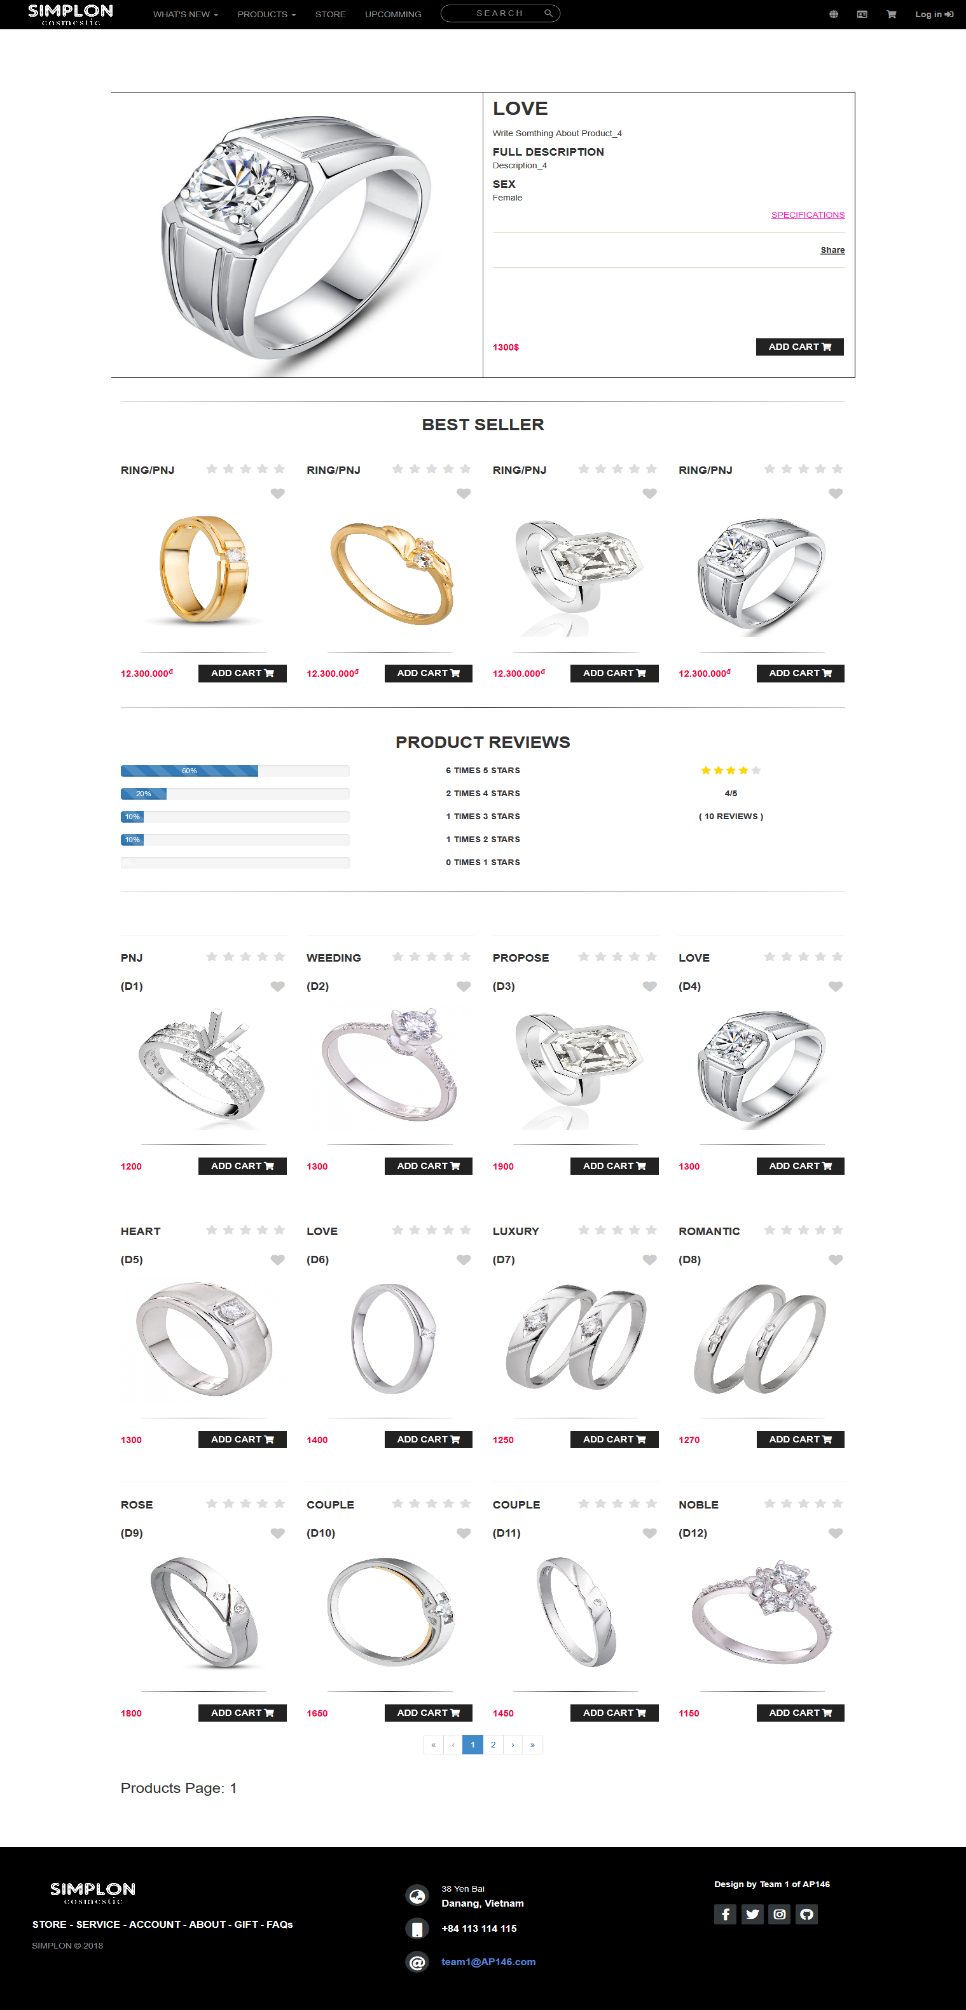 SIMPLON
cosmestic
WHAT'S NEW
PRODUCTS
STORE
UPCOMMING
SEARCH
Log in
LOVE
Write Somthing About Product_4
FULL DESCRIPTION
Description_4
SEX
Female
SPECIFICATIONS
Share
1300$
ADD CART
BEST SELLER
RING/PNJ
RING/PNJ
RING/PNJ
RING/PNJ
12.300.000đ
ADD CART
12.300.000đ
ADD CART
12.300.000đ
ADD CART
12.300.000đ
ADD CART
PRODUCT REVIEWS
60%
6 TIMES 5 STARS
20%
2 TIMES 4 STARS
4/5
10%
1 TIMES 3 STARS
( 10 REVIEWS )
10%
1 TIMES 2 STARS
0 TIMES 1 STARS
PNJ
WEEDING
PROPOSE
LOVE
(D1)
(D2)
(D3)
(D4)
1200
ADD CART
1300
ADD CART
1900
ADD CART
1300
ADD CART
HEART
LOVE
LUXURY
ROMANTIC
(D5)
(D6)
(D7)
(D8)
1300
ADD CART
1400
ADD CART
1250
ADD CART
1270
ADD CART
ROSE
COUPLE
COUPLE
NOBLE
(D9)
(D10)
(D11)
(D12)
1800
ADD CART
1650
ADD CART
1450
ADD CART
1150
ADD CART
« ‹ 1 2 › »
Products Page: 1
SIMPLON
cosmestic
STORE - SERVICE - ACCOUNT - ABOUT - GIFT - FAQs
SIMPLON © 2018
38 Yen Bai
Danang, Vietnam
+84 113 114 115
team1@AP146.com
Design by Team 1 of AP146